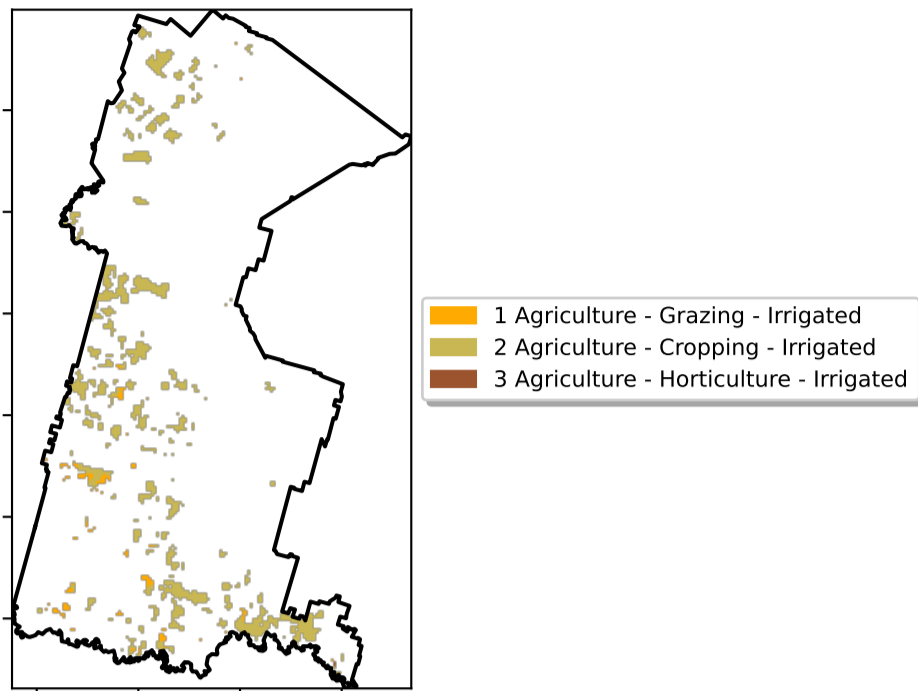 1 Agriculture - Grazing - Irrigated
2 Agriculture - Cropping - Irrigated
3 Agriculture - Horticulture - Irrigated